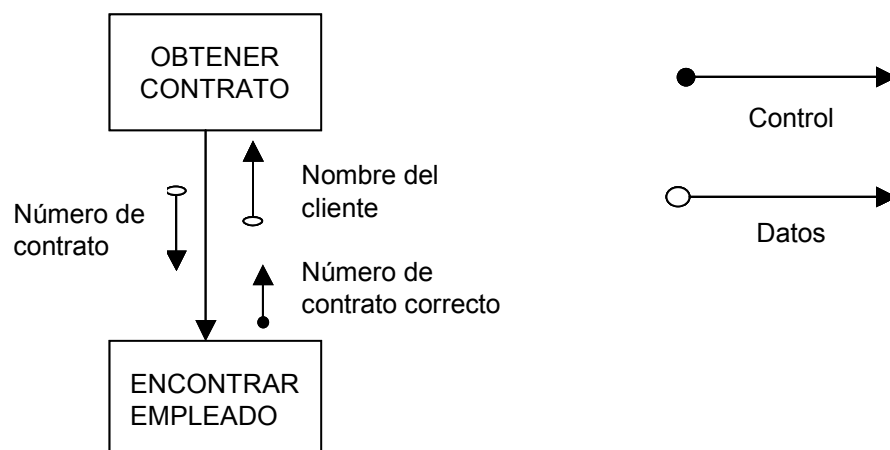 OBTENER
CONTRATO
Control
Nombre del
cliente
Número de
contrato
Datos
Número de
contrato correcto
ENCONTRAR
EMPLEADO